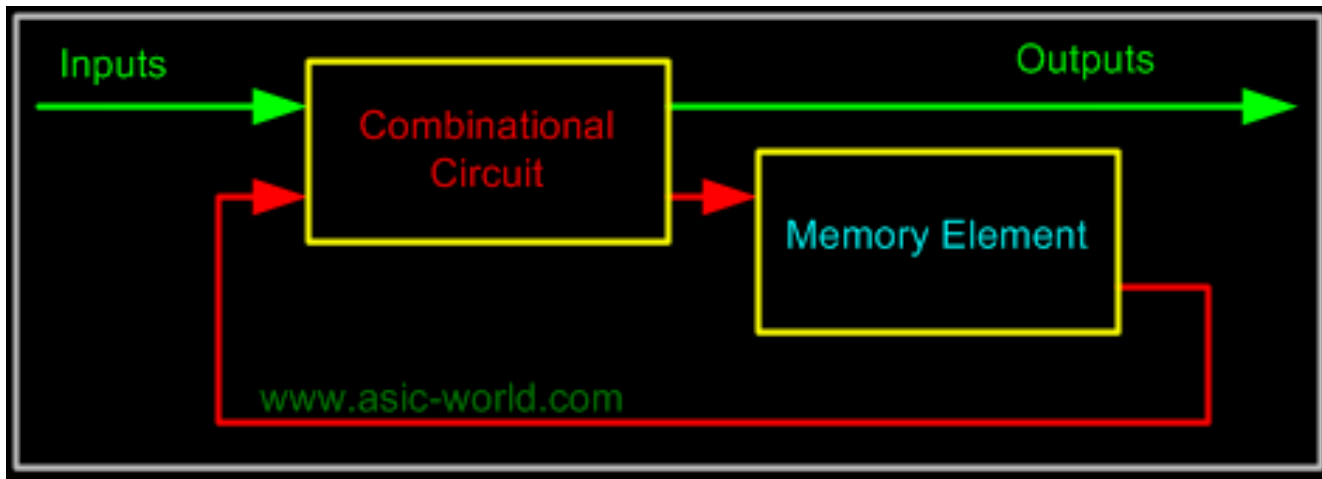 Inputs
Outputs
Combinational
Circuit
Memory Element
www.asic-world.com